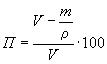 П = (V − m/ρ)/V · 100